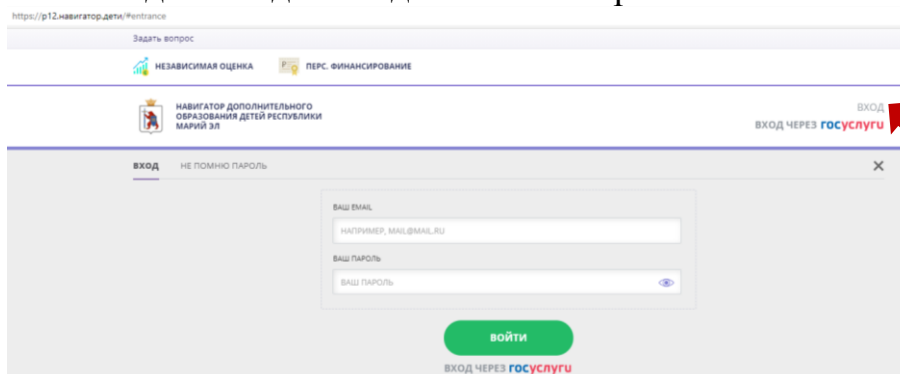 https://р12.навигатор.дети/#entrance
Задать вопрос
НЕЗАВИСИМАЯ ОЦЕНКА ПЕРС. ФИНАНСИРОВАНИЕ
НАВИГАТОР ДОПОЛНИТЕЛЬНОГО
ОБРАЗОВАНИЯ ДЕТЕЙ РЕСПУБЛИКИ
МАРИЙ ЭЛ
ВХОД
ВХОД ЧЕРЕЗ госуслуги
ВХОД НЕ ПОМНЮ ПАРОЛЬ
ВАШ EMAIL
НАПРИМЕР, MAIL@MAIL.RU
ВАШ ПАРОЛЬ
ВАШ ПАРОЛЬ
ВОЙТИ
ВХОД ЧЕРЕЗ госуслуги